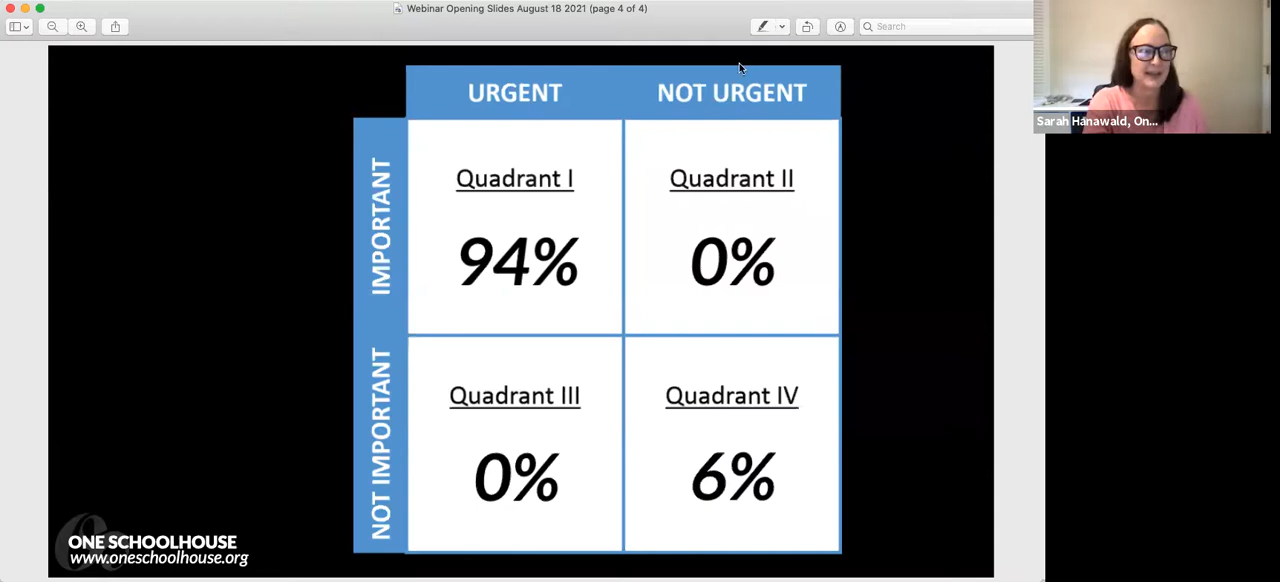 Webinar Opening Slides August 18 2021 (page 4 of 4)
Search
URGENT
NOT URGENT
IMPORTANT
Quadrant I
94%
Quadrant II
0%
NOT IMPORTANT
Quadrant III
0%
Quadrant IV
6%
ONE SCHOOLHOUSE
www.oneschoolhouse.org
Sarah Hanawald, On...